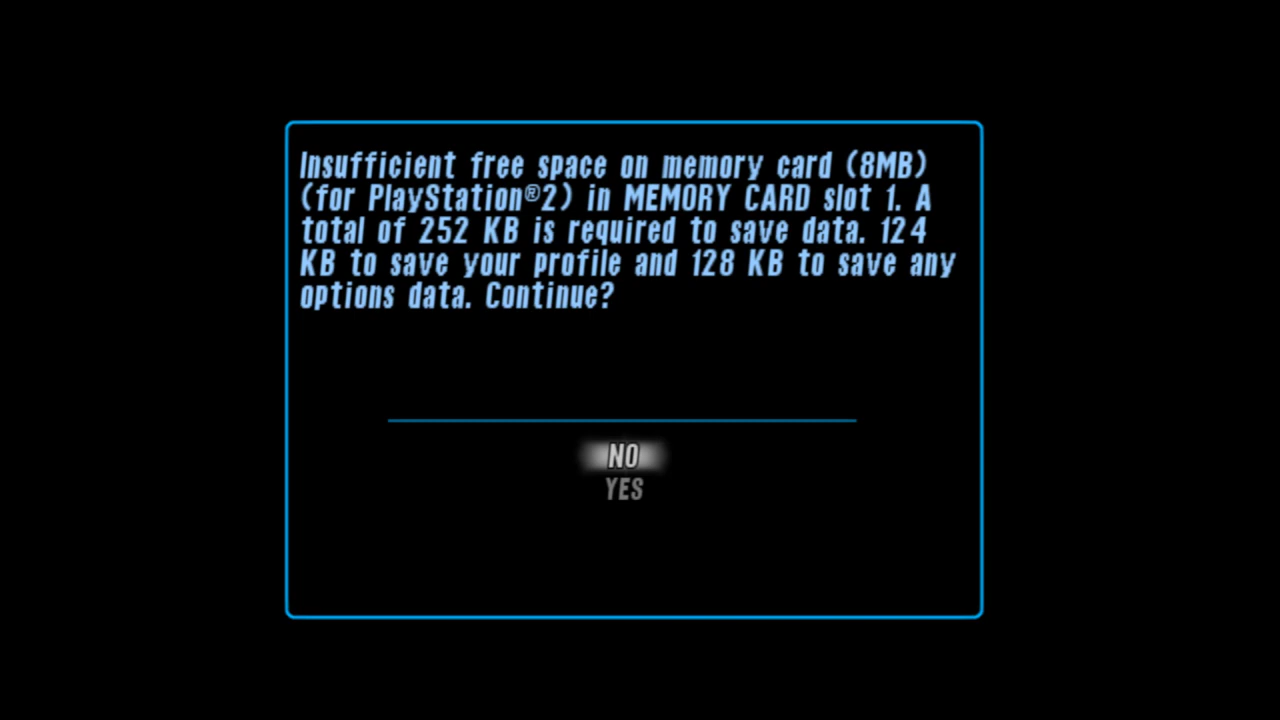 Insufficient free space on memory card (8MB)
(for PlayStation®2) in MEMORY CARD slot 1. A
total of 252 KB is required to save data. 124
KB to save your profile and 128 KB to save any
options data. Continue?
NO
YES